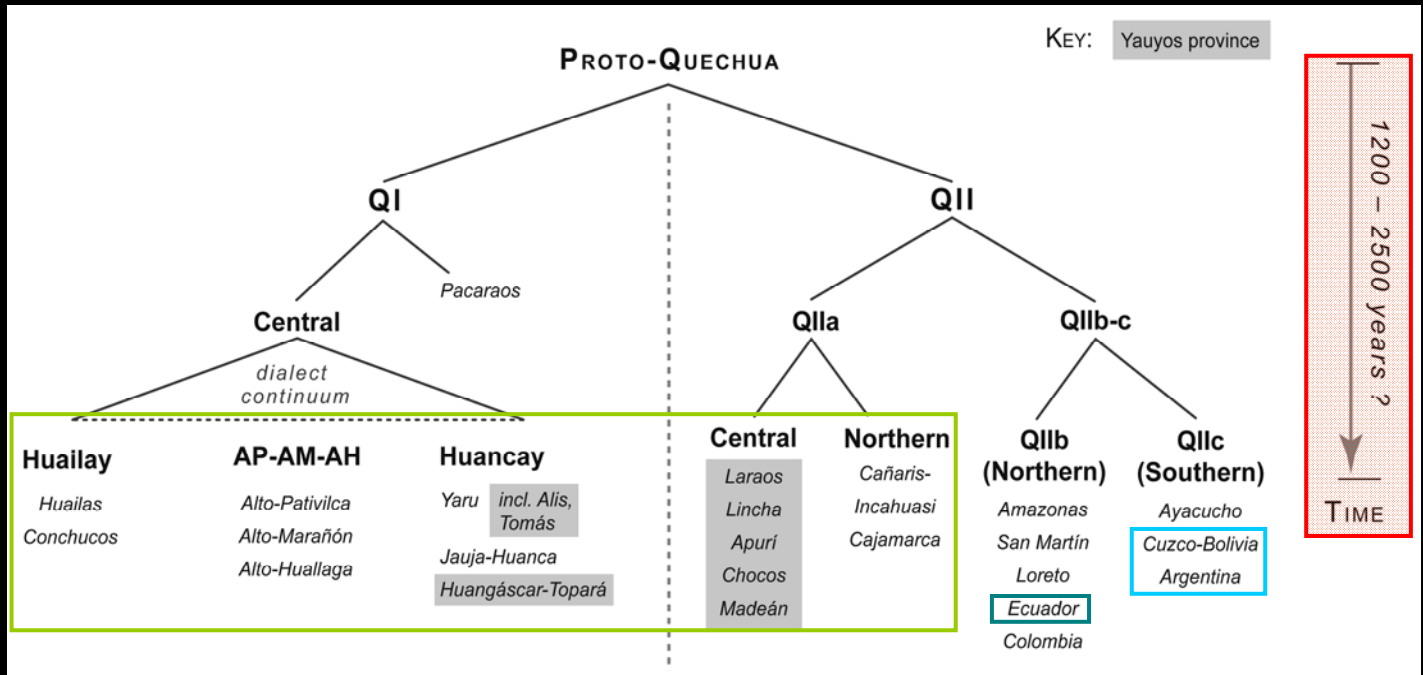 KEY: Yauyos province
PROTO-QUECHUA
1200 – 2500 years ?
TIME
QI
QII
Pacaraos
Central
QIIa
QIIb-c
dialect
continuum
Huailay
Huailas
Conchucos
AP-AM-AH
Alto-Pativilca
Alto-Marañón
Alto-Huallaga
Huancay
Yaru incl. Alis,
Tomás
Jauja-Huanca
Huangáscar-Topará
Central
Laraos
Lincha
Apurí
Chocos
Madeán
Northern
Cañaris-
Incahuasi
Cajamarca
QIIb
(Northern)
Amazonas
San Martín
Loreto
Ecuador
Colombia
QIIc
(Southern)
Ayacucho
Cuzco-Bolivia
Argentina